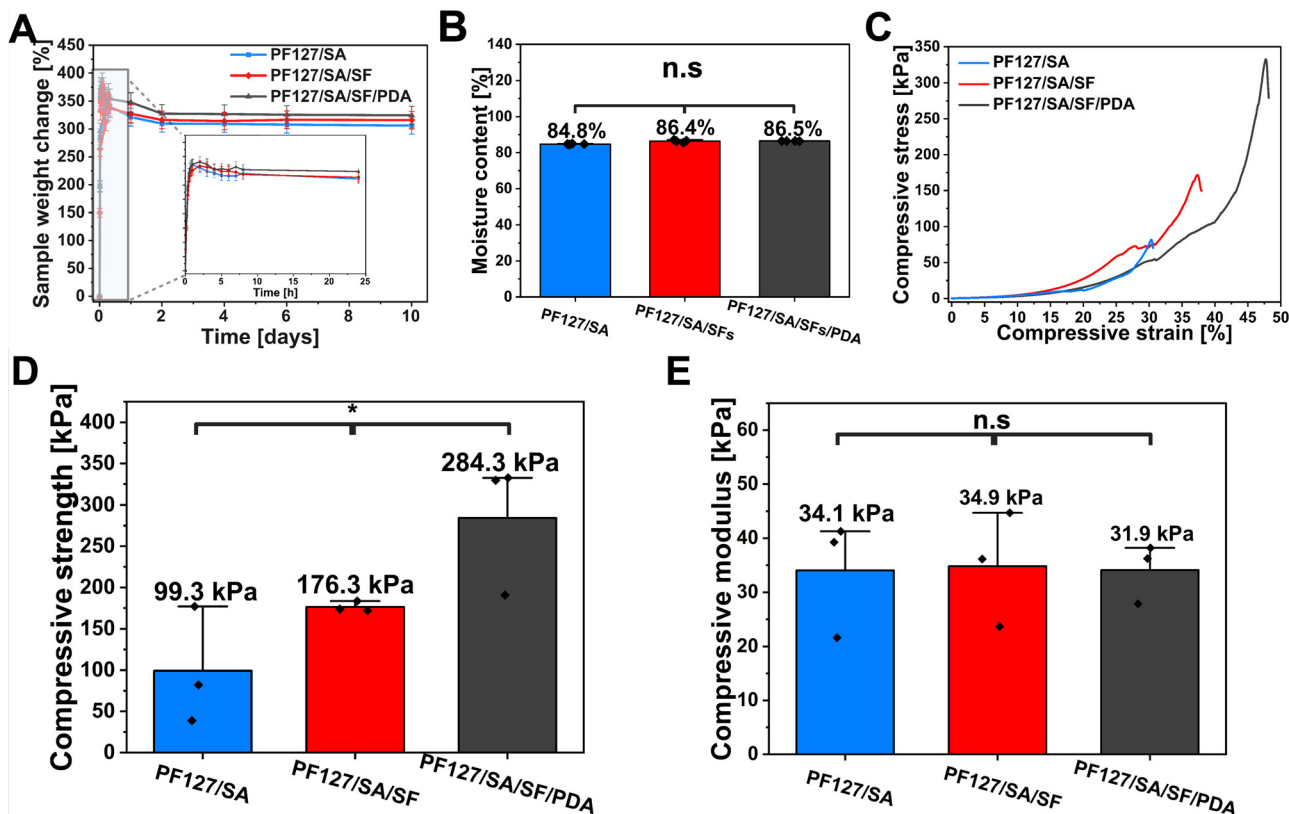 A
Sample weight change [%]
450
400
350
300
250
200
150
100
50
0
PF127/SA
PF127/SA/SF
PF127/SA/SF/PDA
0 5 10 15 20 25
Time [h]
0 2 4 6 8 10
Time [days]
B
Moisture content [%]
140
120
100
80
60
40
20
0
n.s
84.8%
86.4%
86.5%
PF127/SA
PF127/SA/SFs
PF127/SA/SFs/PDA
C
Compressive stress [kPa]
350
300
250
200
150
100
50
0
PF127/SA
PF127/SA/SF
PF127/SA/SF/PDA
0 5 10 15 20 25 30 35 40 45 50
Compressive strain [%]
D
Compressive strength [kPa]
400
350
300
250
200
150
100
50
0
*
99.3 kPa
176.3 kPa
284.3 kPa
PF127/SA
PF127/SA/SF
PF127/SA/SF/PDA
E
Compressive modulus [kPa]
60
50
40
30
20
10
0
n.s
34.1 kPa
34.9 kPa
31.9 kPa
PF127/SA
PF127/SA/SF
PF127/SA/SF/PDA